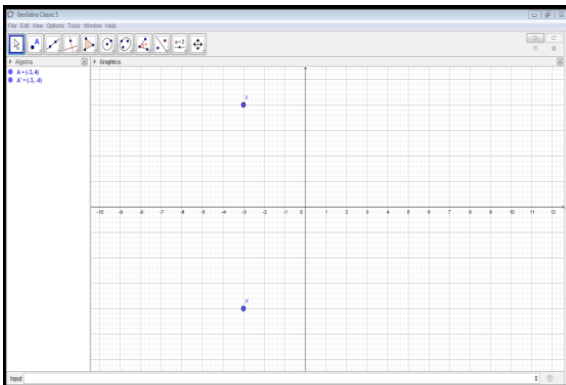 GeoGebra Classic 5
File Edit View Options Tools Window Help
Algebra
Graphics
A = (-3, 4)
A' = (-3, -4)
A
A'
-10 -9 -8 -7 -6 -5 -4 -3 -2 -1 0 1 2 3 4 5 6 7 8 9 10 11 12
Input: